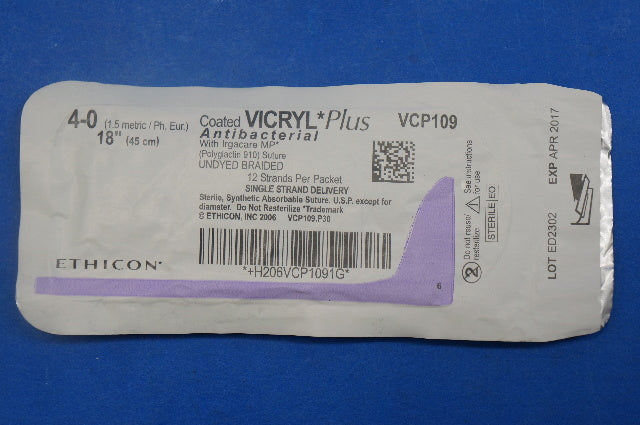 4-0 (1.5 metric / Ph. Eur.)
18" (45 cm)
Coated VICRYL* Plus
Antibacterial
With Irgacare MP*
(Polyglactin 910) Suture
UNDYED BRAIDED
12 Strands Per Packet
SINGLE STRAND DELIVERY
Sterile, Synthetic Absorbable Suture. U.S.P. except for
diameter. Do Not Resterilize *Trademark
© ETHICON, INC 2006 VCP109.P30
*+H206VCP1091G*
VCP109
ETHICON*
6
2 Do not reuse/
resterilize
See instructions
for use
STERILE EO
LOT ED2302 EXP APR 2017